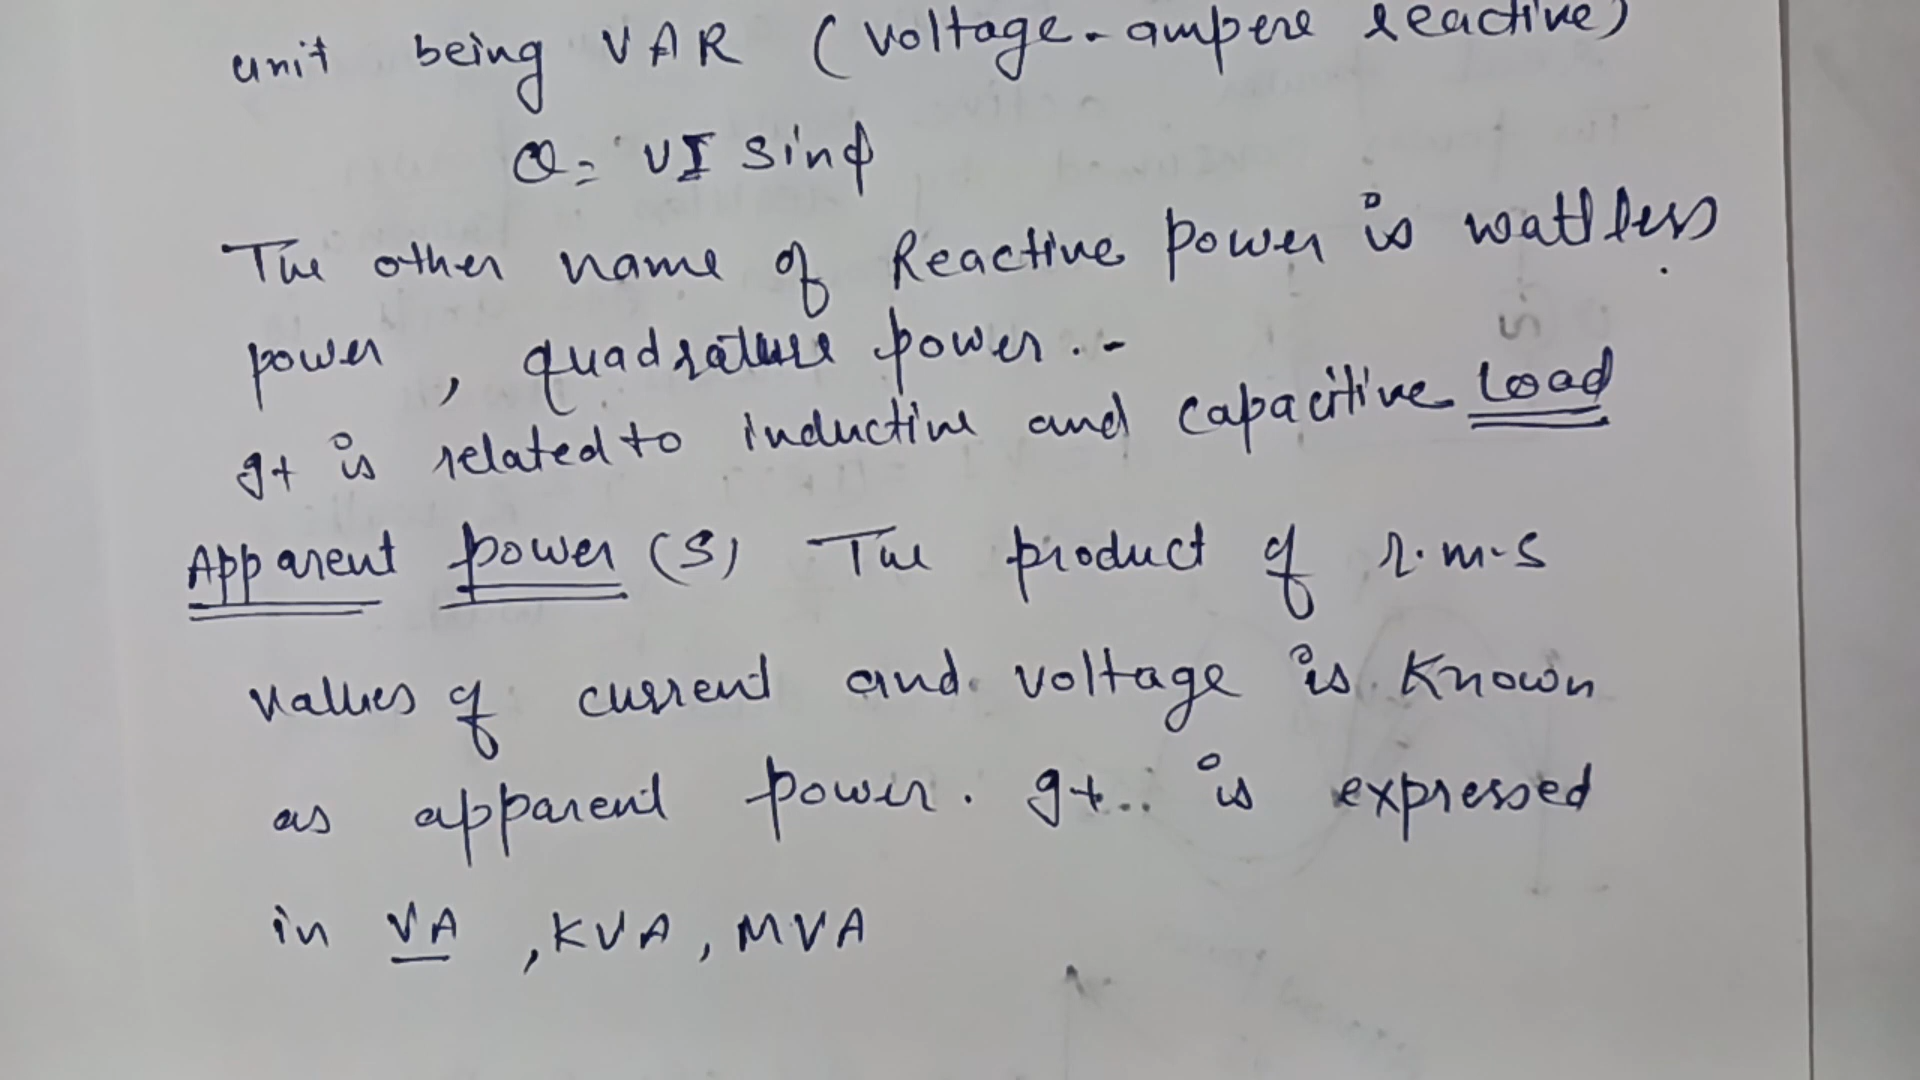 unit being VAR (Voltage-ampere reactive)
Q = VI sinϕ
The other name of Reactive power is wattless
power, quadrature power.-
It is related to inductive and capacitive Load
Apparent power (S) The product of r.m.s
values of current and voltage is known
as apparent power. It is expressed
in VA, KVA, MVA